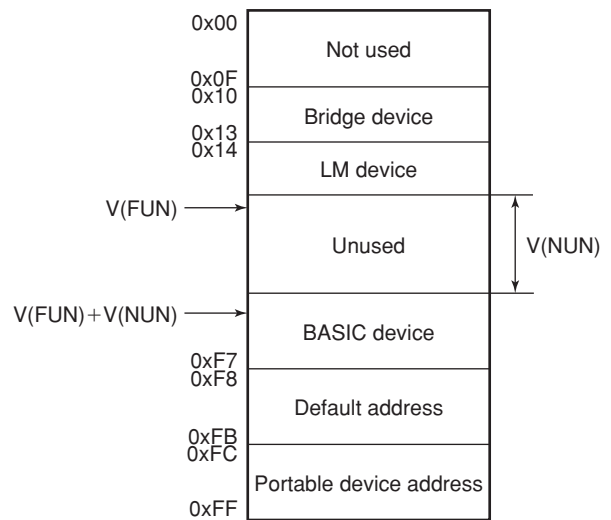 0x00
Not used
0x0F
0x10
Bridge device
0x13
0x14
LM device
V(FUN)
Unused
V(NUN)
V(FUN)+V(NUN)
BASIC device
0xF7
0xF8
Default address
0xFB
0xFC
Portable device address
0xFF